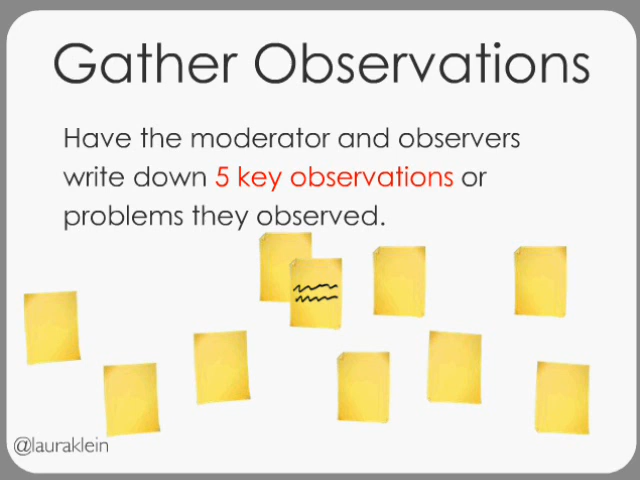 Gather Observations
Have the moderator and observers
write down 5 key observations or
problems they observed.
@lauraklein